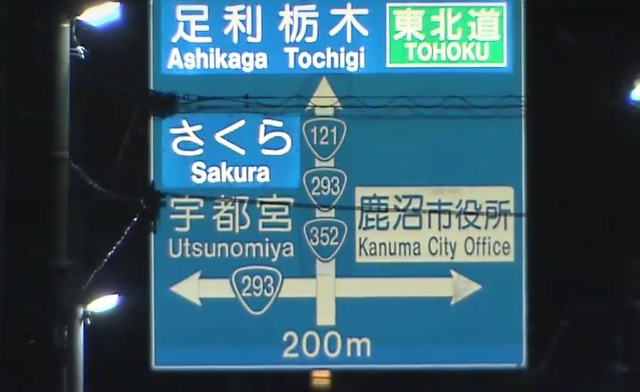 足利 栃木
Ashikaga Tochigi
東北道
TOHOKU
121
さくら
Sakura
293
宇都宮
Utsunomiya
鹿沼市役所
Kanuma City Office
352
293
200m